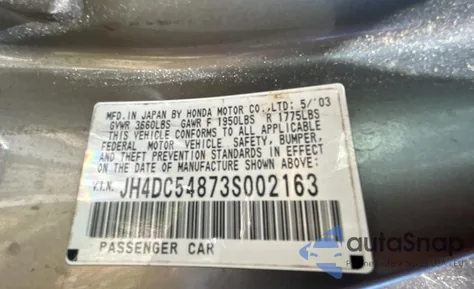 MFD. IN JAPAN BY HONDA MOTOR CO.,LTD: 5/'03
GVWR 3660LBS GAWR F 1950LBS R 1775LBS
THIS VEHICLE CONFORMS TO ALL APPLICABLE
FEDERAL MOTOR VEHICLE SAFETY, BUMPER,
AND THEFT PREVENTION STANDARDS IN EFFECT
ON THE DATE OF MANUFACTURE SHOWN ABOVE:
V.I.N. JH4DC54873S002163
PASSENGER CAR
autoSnap